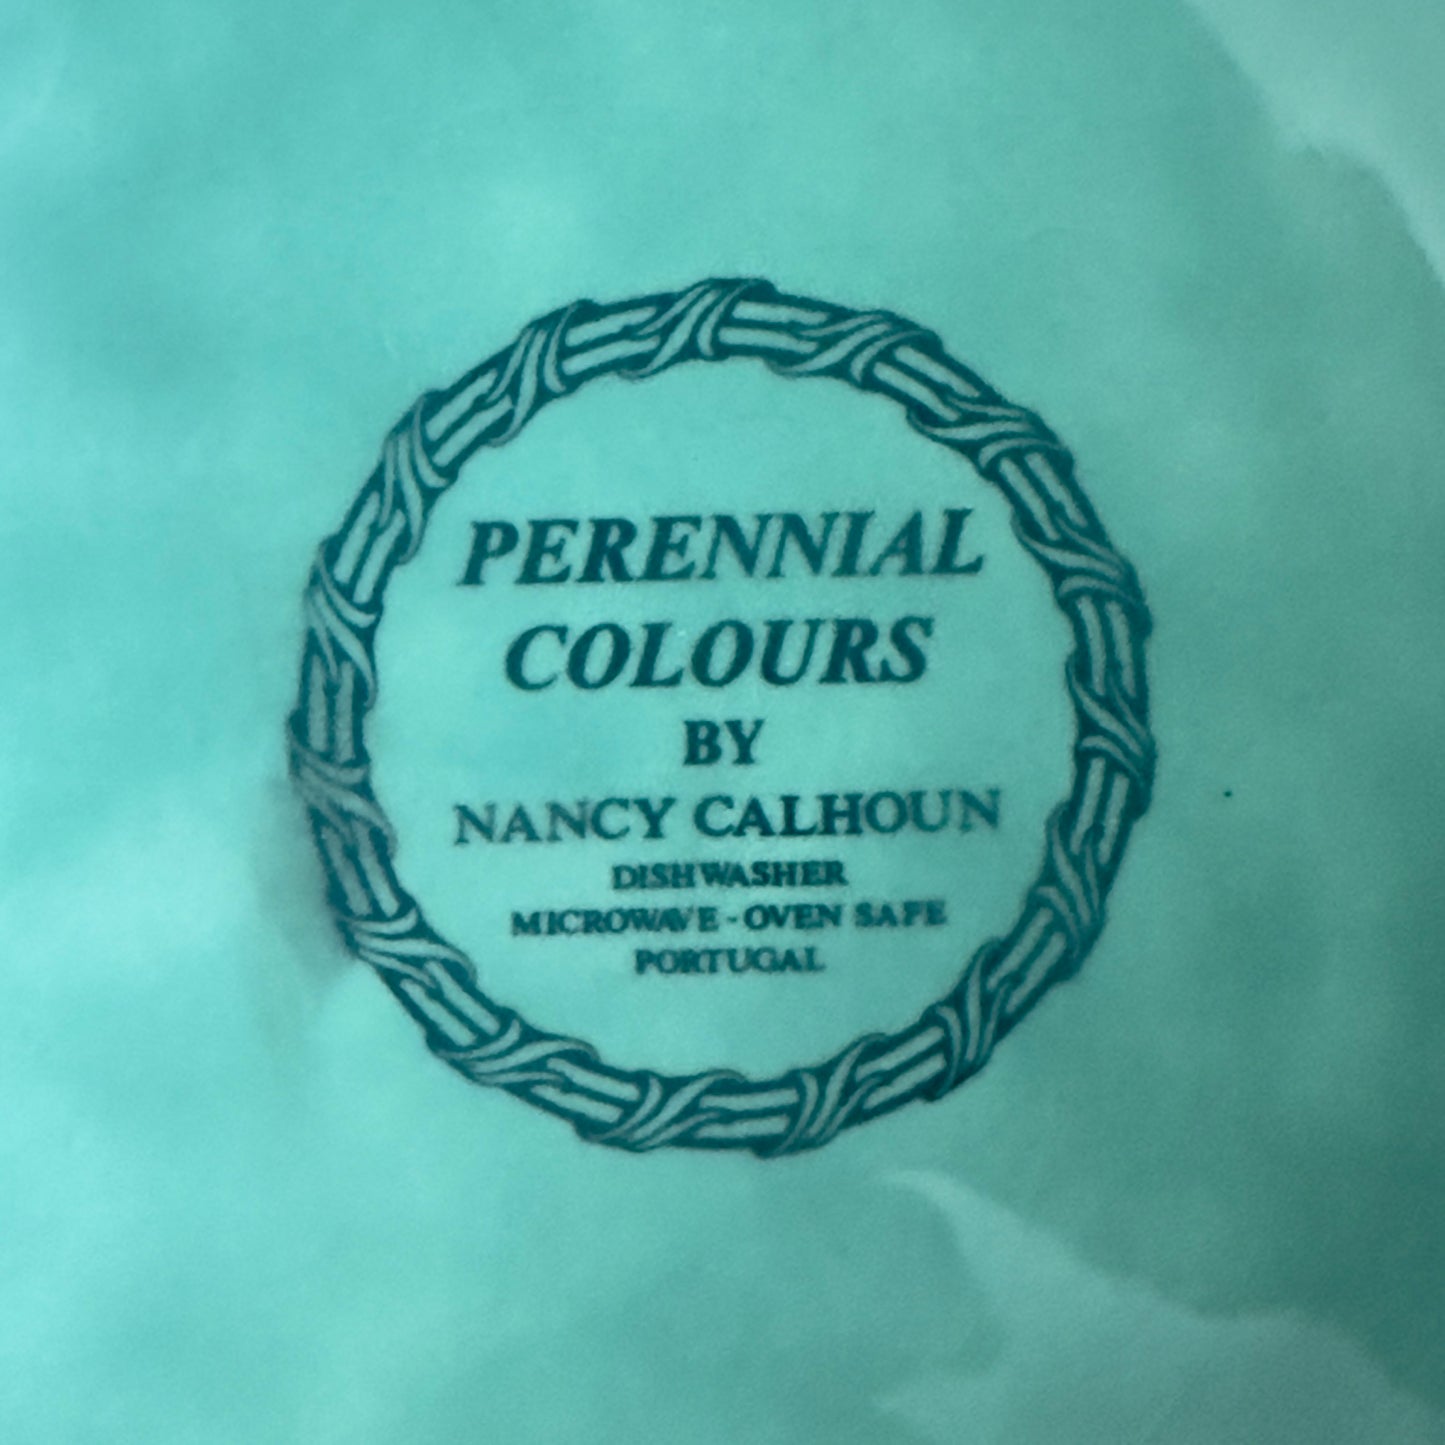 PERENNIAL
COLOURS
BY
NANCY CALHOUN
DISHWASHER
MICROWAVE - OVEN SAFE
PORTUGAL